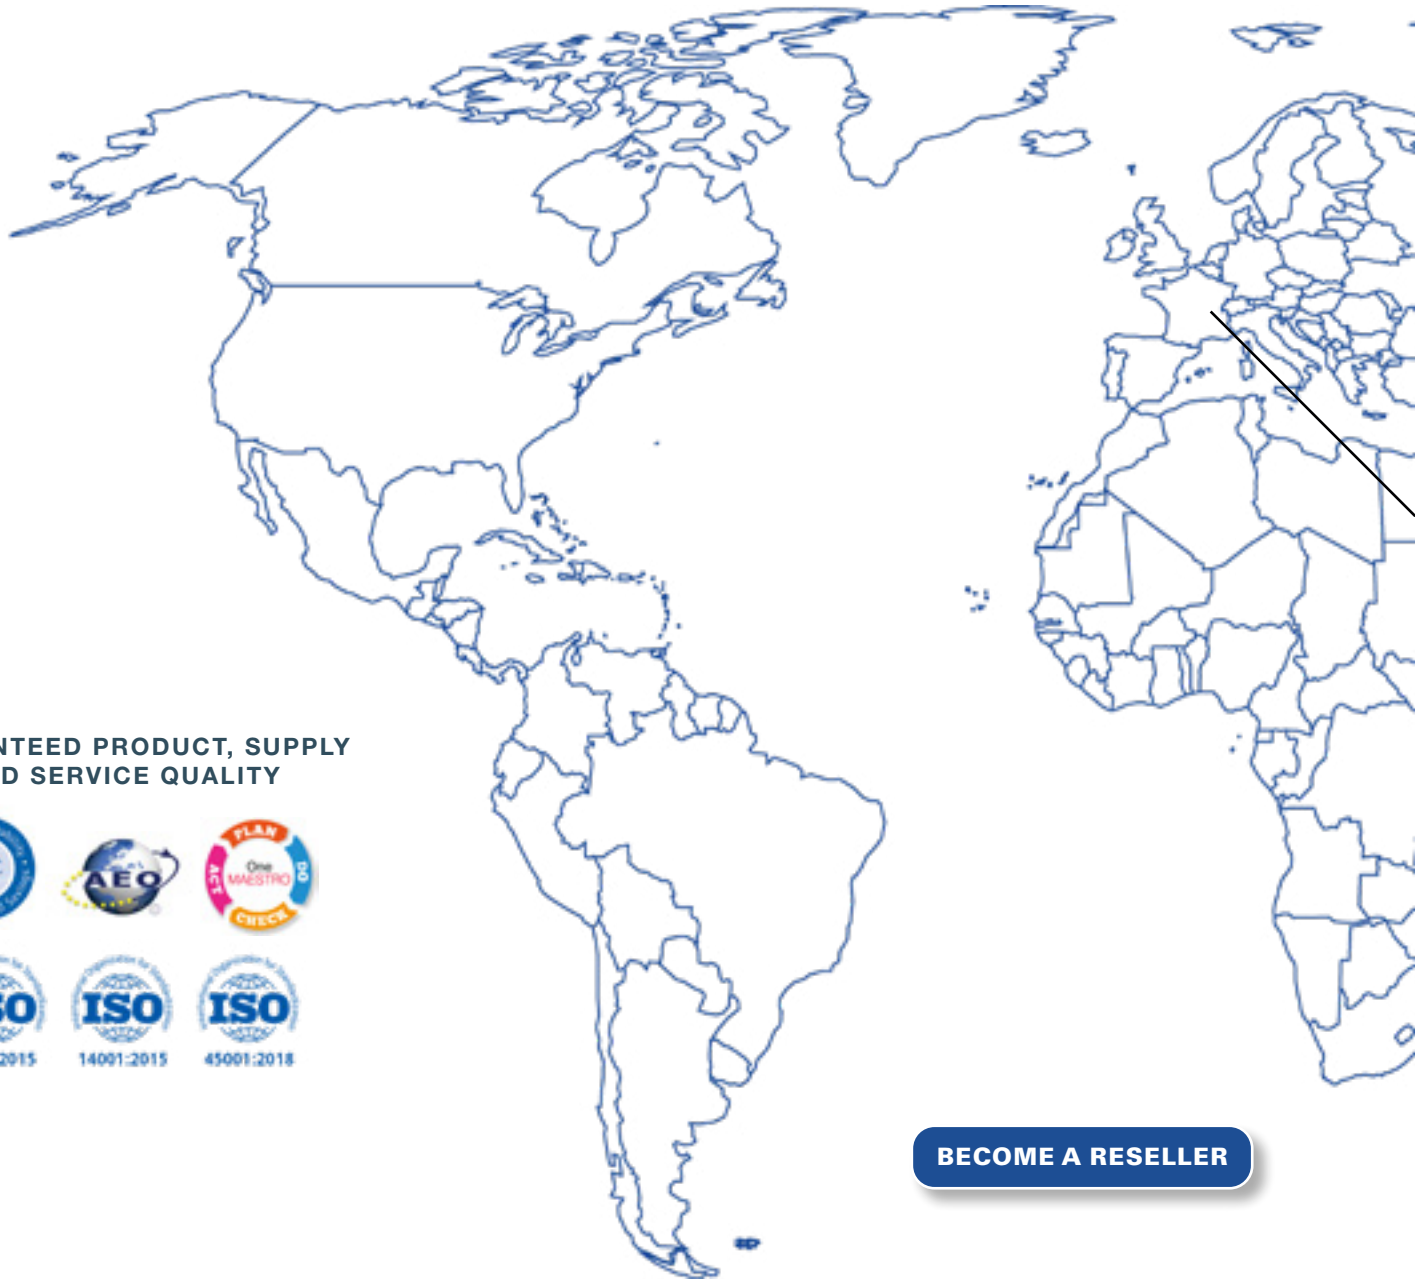 NTEED PRODUCT, SUPPLY
D SERVICE QUALITY
AEO
PLAN
DO
CHECK
ACT
One
MAESTRO
SO
ISO
ISO
:2015
14001:2015
45001:2018
BECOME A RESELLER